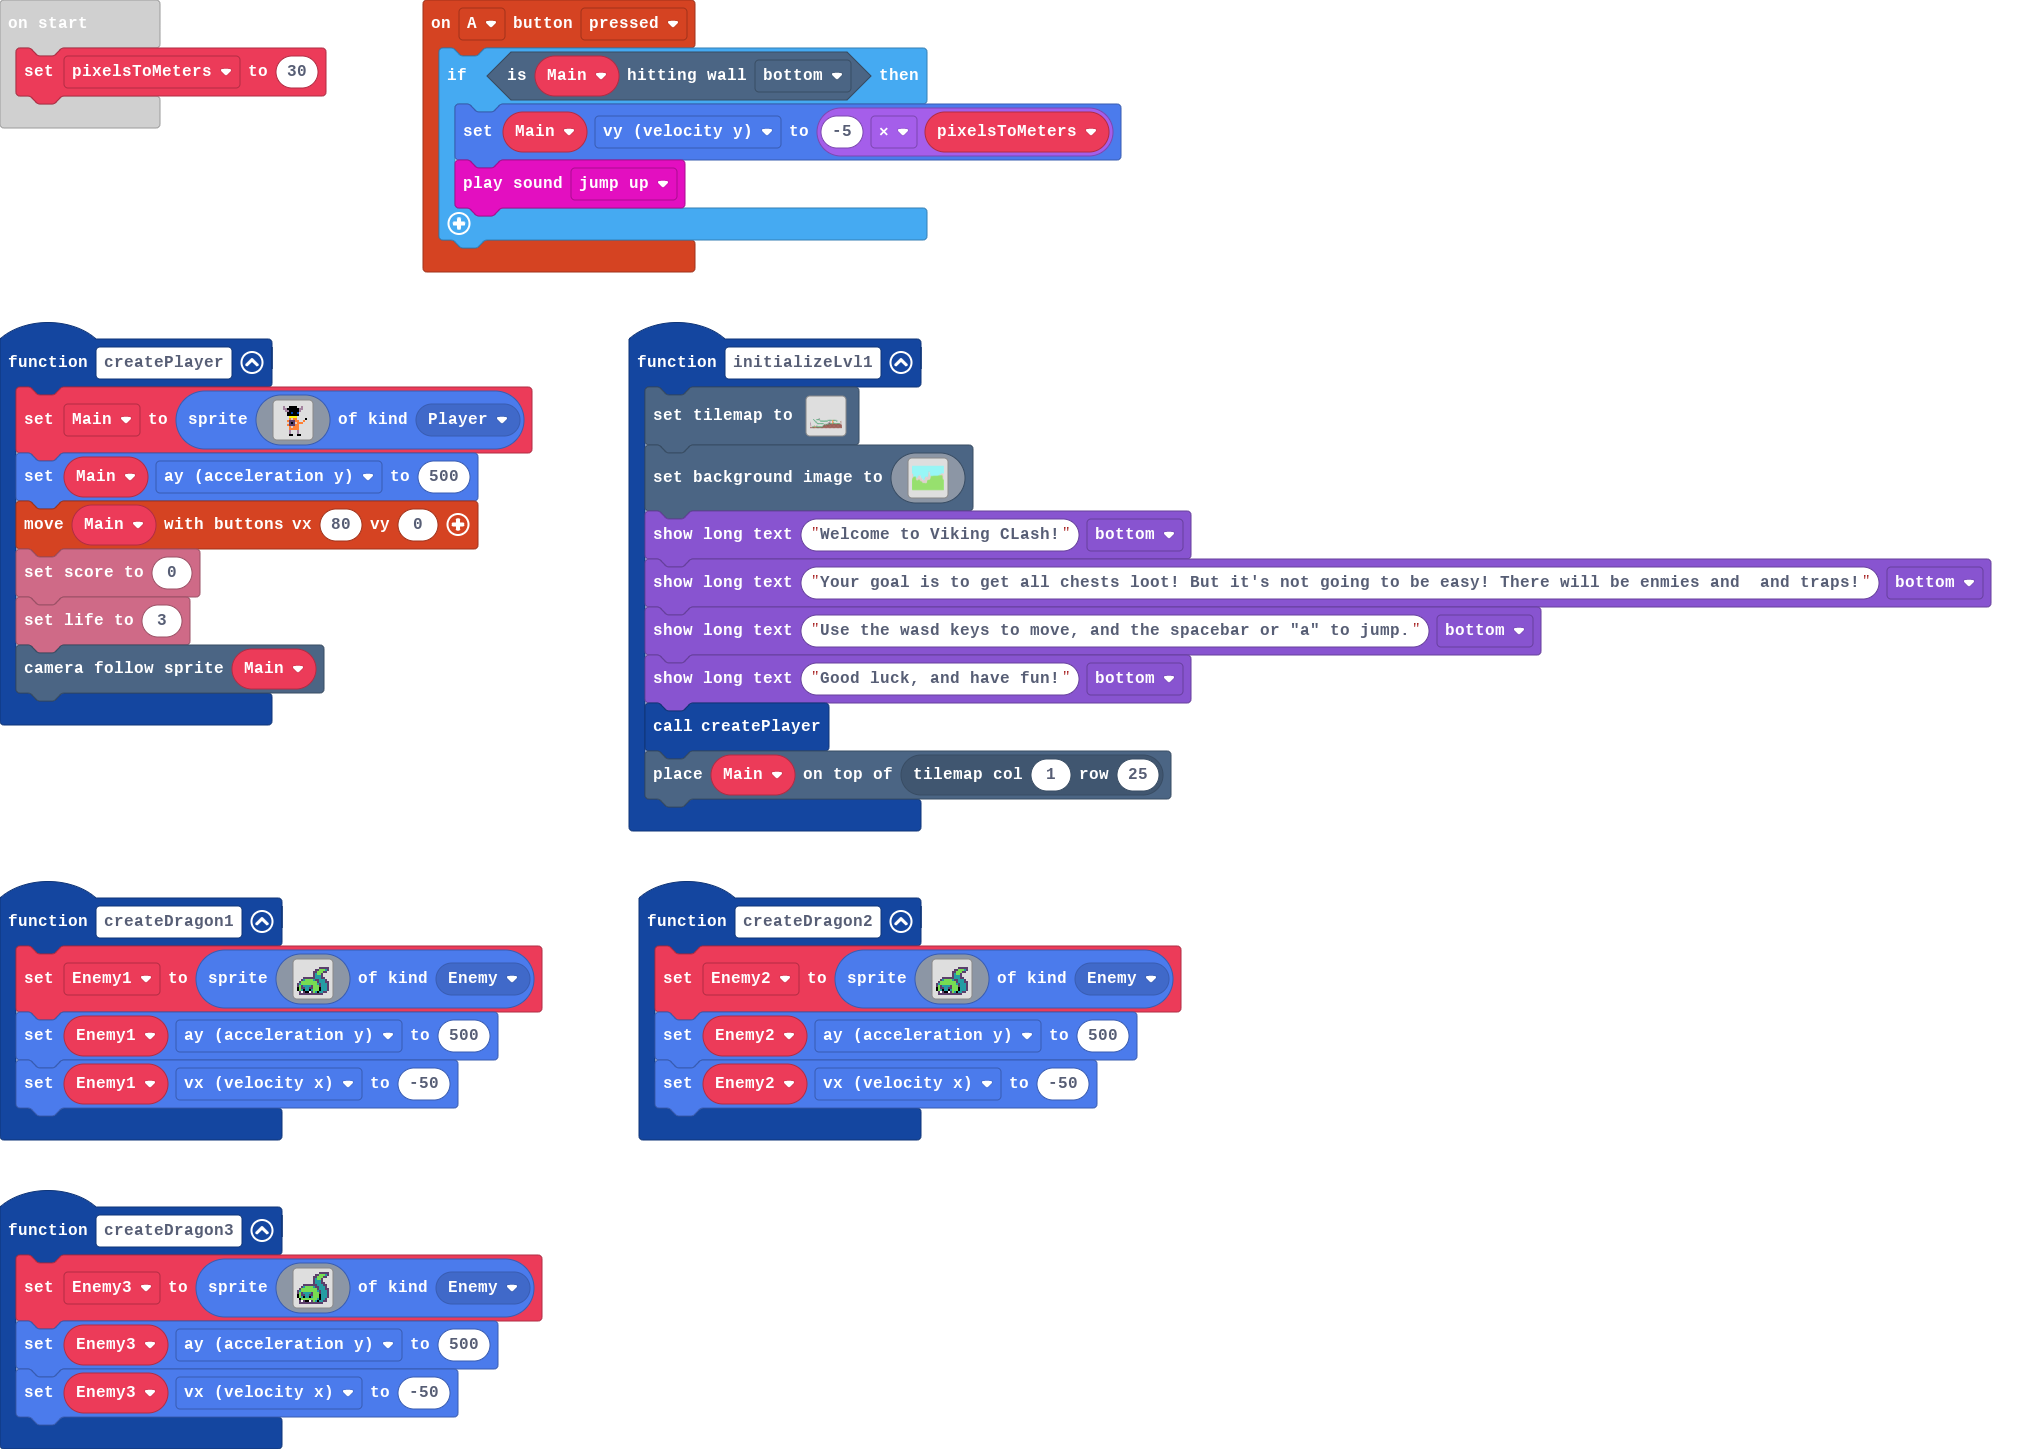 on start
set pixelsToMeters to 30
on A button pressed
if is Main hitting wall bottom then
set Main vy (velocity y) to -5 × pixelsToMeters
play sound jump up
function createPlayer
set Main to sprite of kind Player
set Main ay (acceleration y) to 500
move Main with buttons vx 80 vy 0
set score to 0
set life to 3
camera follow sprite Main
function initializeLvl1
set tilemap to
set background image to
show long text "Welcome to Viking CLash!" bottom
show long text "Your goal is to get all chests loot! But it's not going to be easy! There will be enmies and  and traps!" bottom
show long text "Use the wasd keys to move, and the spacebar or "a" to jump." bottom
show long text "Good luck, and have fun!" bottom
call createPlayer
place Main on top of tilemap col 1 row 25
function createDragon1
set Enemy1 to sprite of kind Enemy
set Enemy1 ay (acceleration y) to 500
set Enemy1 vx (velocity x) to -50
function createDragon2
set Enemy2 to sprite of kind Enemy
set Enemy2 ay (acceleration y) to 500
set Enemy2 vx (velocity x) to -50
function createDragon3
set Enemy3 to sprite of kind Enemy
set Enemy3 ay (acceleration y) to 500
set Enemy3 vx (velocity x) to -50